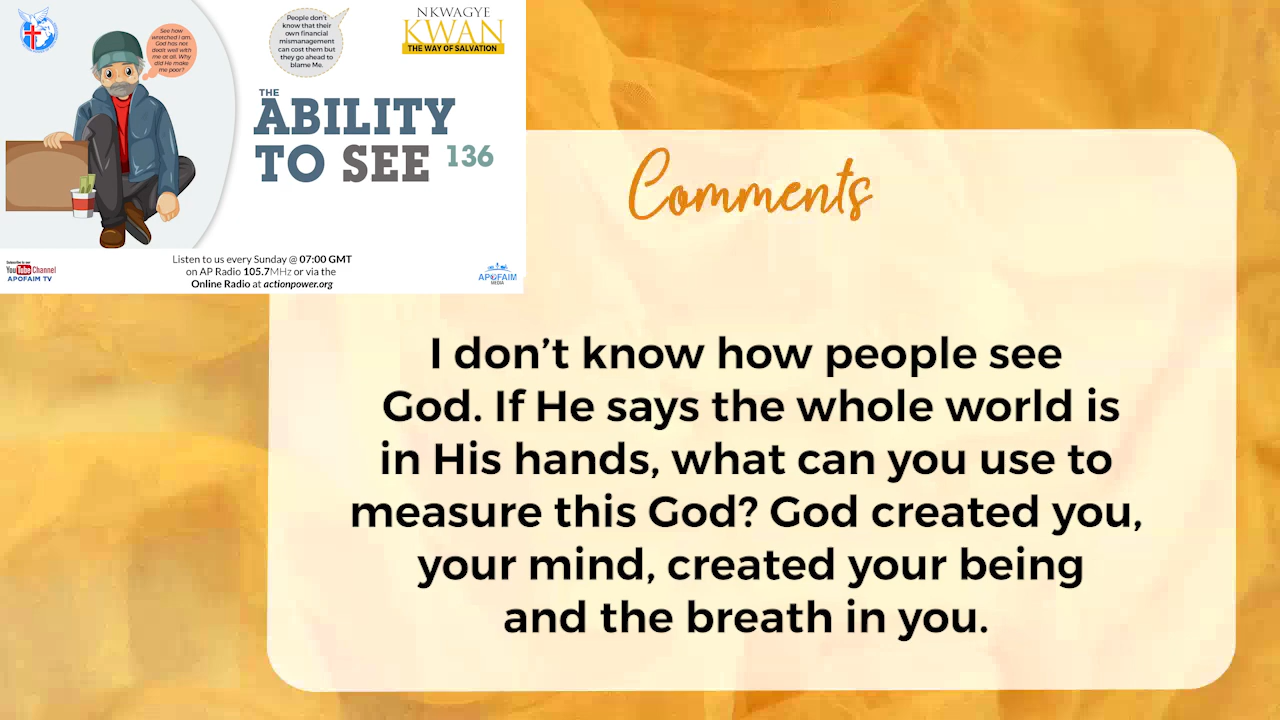 See how
wretched I am.
God has not
dealt well with
me at all. Why
did He make
me poor?
People don't
know that their
own financial
mismanagement
can cost them but
they go ahead to
blame Me.
NKWAGYE
KWAN
THE WAY OF SALVATION
THE
ABILITY
TO SEE 136
Subscribe to our
YouTube Channel
APOFAIM TV
Listen to us every Sunday @ 07:00 GMT
on AP Radio 105.7MHz or via the
Online Radio at actionpower.org
APOFAIM
MEDIA
Comments
I don’t know how people see
God. If He says the whole world is
in His hands, what can you use to
measure this God? God created you,
your mind, created your being
and the breath in you.